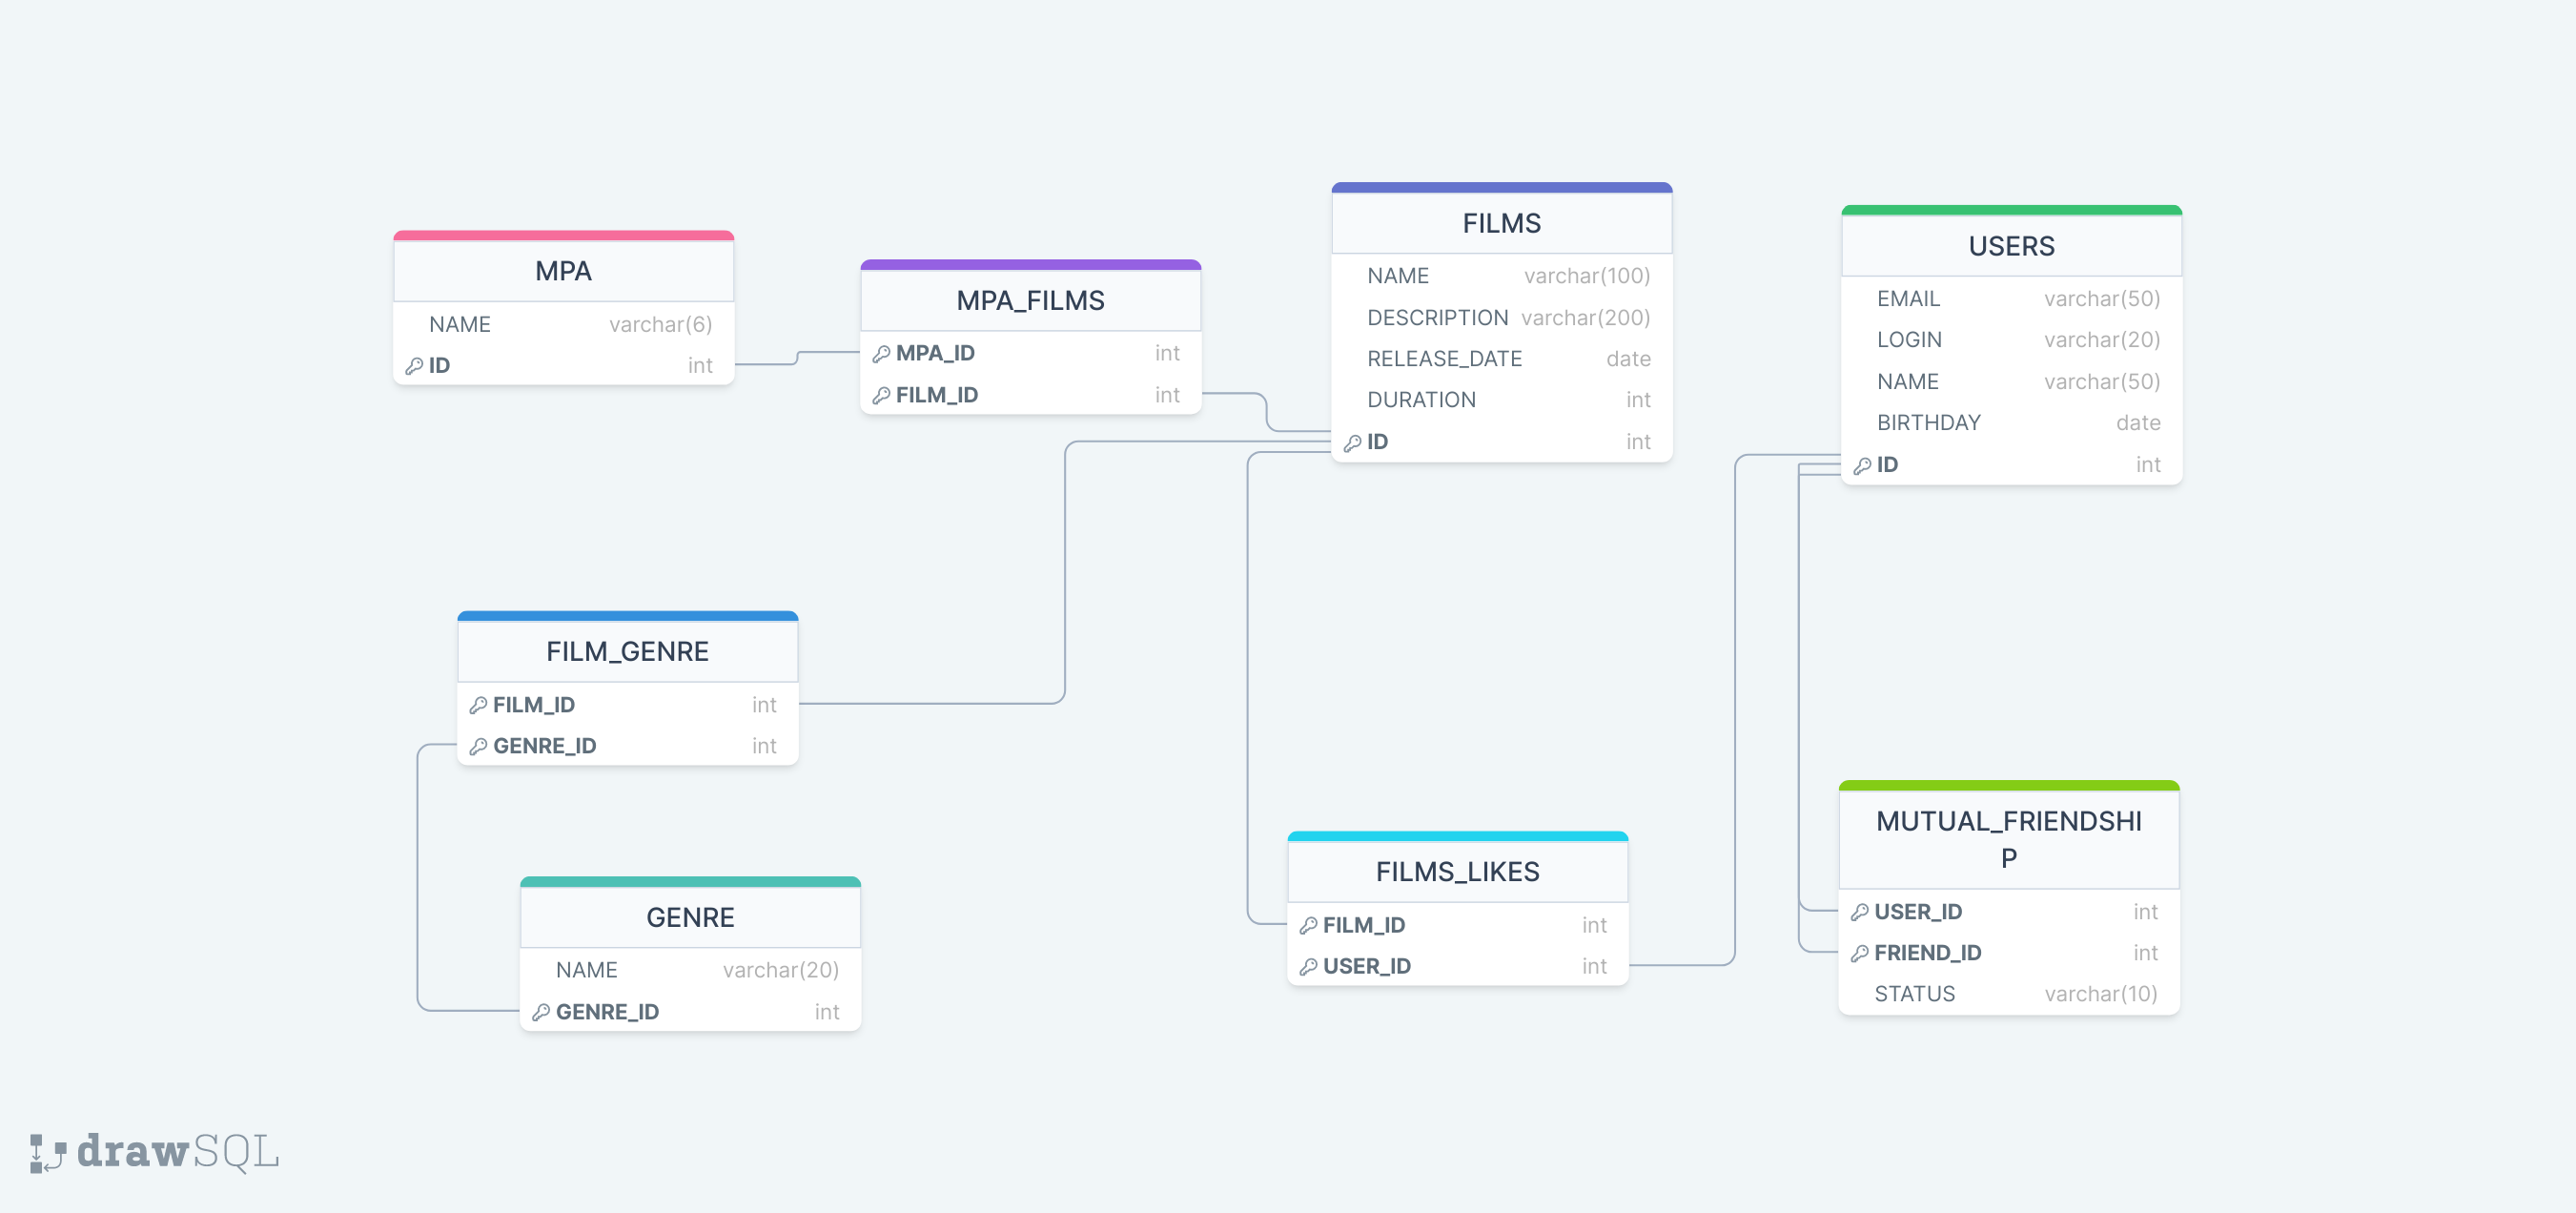 MPA
NAME varchar(6)
ID int
MPA_FILMS
MPA_ID int
FILM_ID int
FILMS
NAME varchar(100)
DESCRIPTION varchar(200)
RELEASE_DATE date
DURATION int
ID int
USERS
EMAIL varchar(50)
LOGIN varchar(20)
NAME varchar(50)
BIRTHDAY date
ID int
FILM_GENRE
FILM_ID int
GENRE_ID int
GENRE
NAME varchar(20)
GENRE_ID int
FILMS_LIKES
FILM_ID int
USER_ID int
MUTUAL_FRIENDSHI
P
USER_ID int
FRIEND_ID int
STATUS varchar(10)
drawSQL